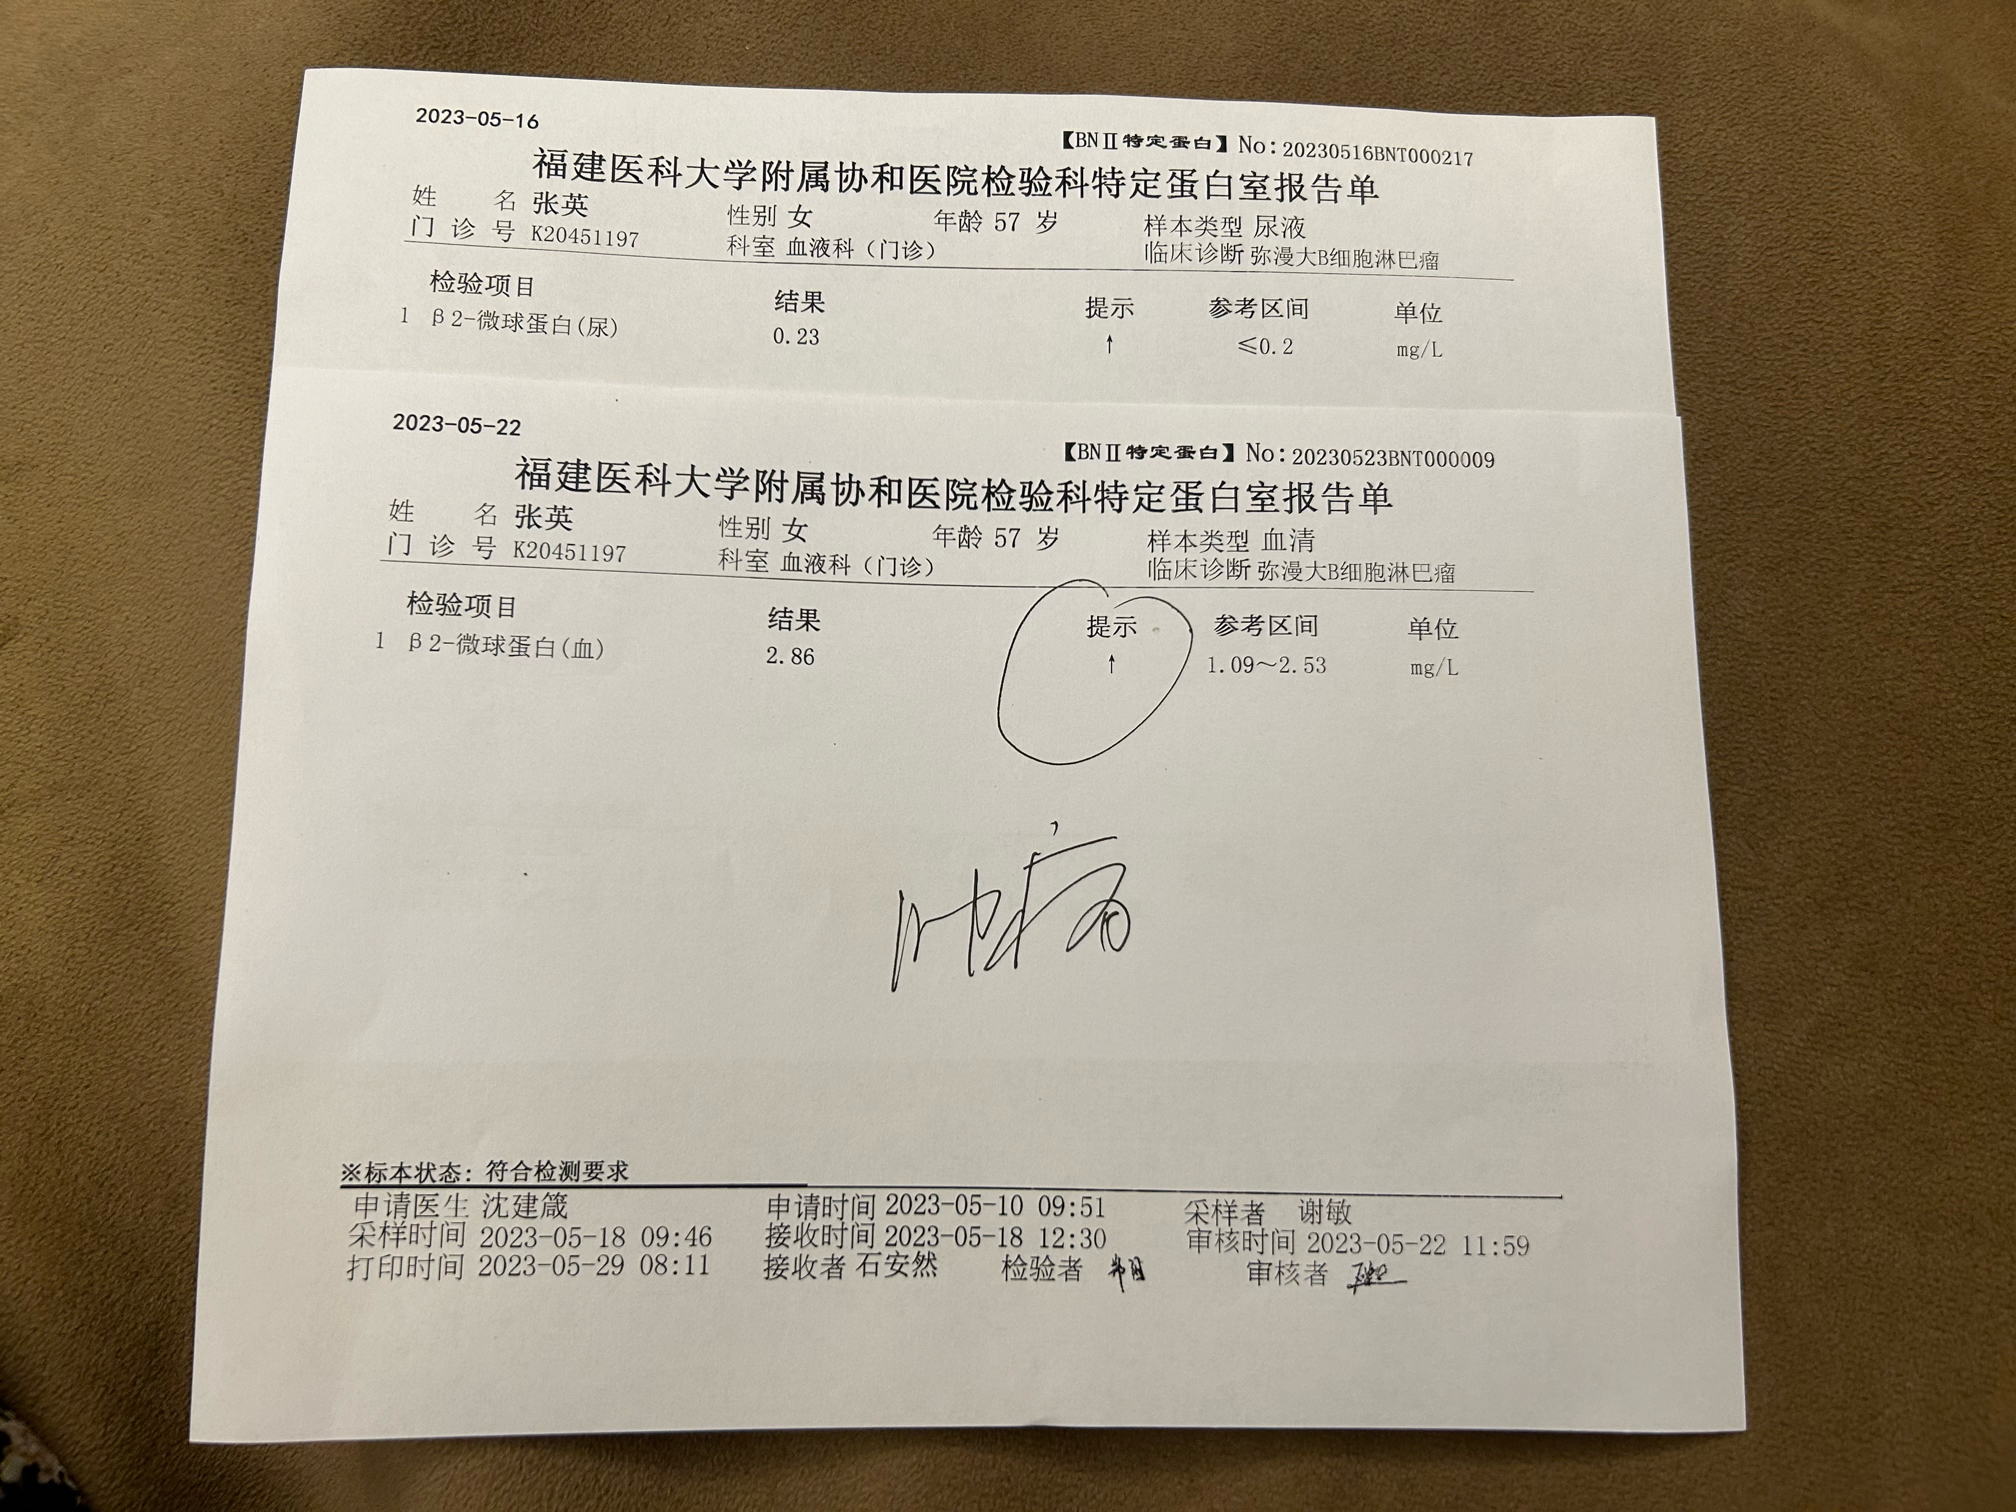 2023-05-16
【BNⅡ特定蛋白】No:20230516BNT000217
福建医科大学附属协和医院检验科特定蛋白室报告单
姓 名 张英 性别 女 年龄 57 岁 样本类型 尿液
门 诊 号 K20451197 科室 血液科（门诊） 临床诊断 弥漫大B细胞淋巴瘤
检验项目 结果 提示 参考区间 单位
1 β2-微球蛋白(尿) 0.23 ↑ ≤0.2 mg/L
2023-05-22
【BNⅡ特定蛋白】No:20230523BNT000009
福建医科大学附属协和医院检验科特定蛋白室报告单
姓 名 张英 性别 女 年龄 57 岁 样本类型 血清
门 诊 号 K20451197 科室 血液科（门诊） 临床诊断 弥漫大B细胞淋巴瘤
检验项目 结果 提示 参考区间 单位
1 β2-微球蛋白(血) 2.86 ↑ 1.09～2.53 mg/L
※标本状态: 符合检测要求
申请医生 沈建箴 申请时间 2023-05-10 09:51 采样者 谢敏
采样时间 2023-05-18 09:46 接收时间 2023-05-18 12:30 审核时间 2023-05-22 11:59
打印时间 2023-05-29 08:11 接收者 石安然 检验者 审核者